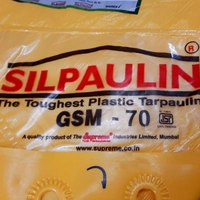 ®
SILPAULIN
The Toughest Plastic Tarpaulin
GSM - 70
A quality product of The Supreme Industries Limited, Mumbai
www.supreme.co.in